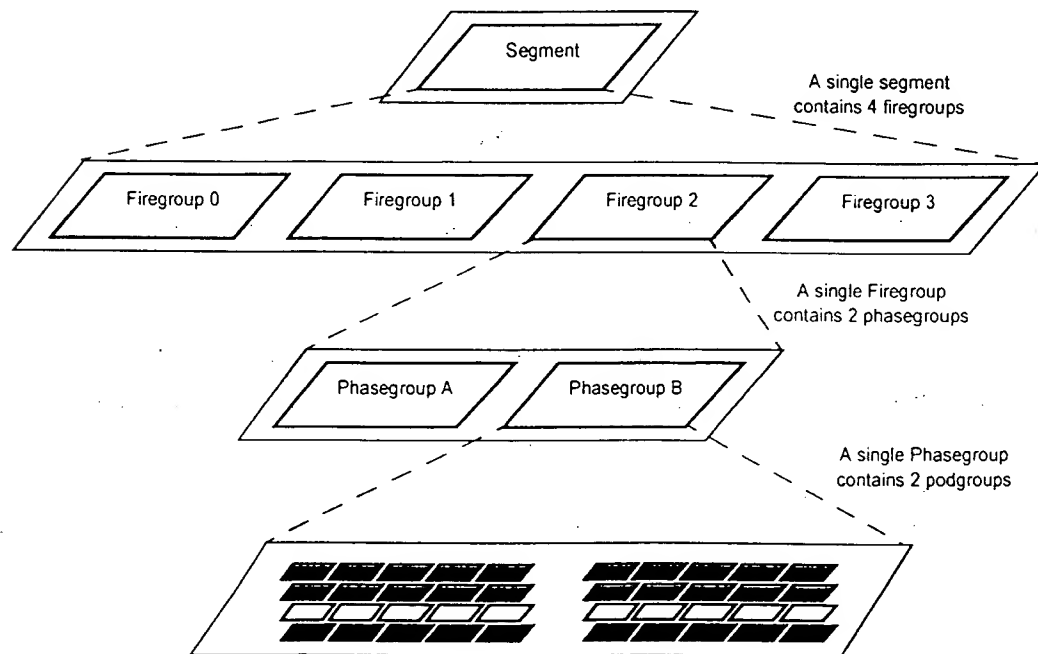 Segment
A single segment
contains 4 firegroups
Firegroup 0
Firegroup 1
Firegroup 2
Firegroup 3
A single Firegroup
contains 2 phasegroups
Phasegroup A
Phasegroup B
A single Phasegroup
contains 2 podgroups